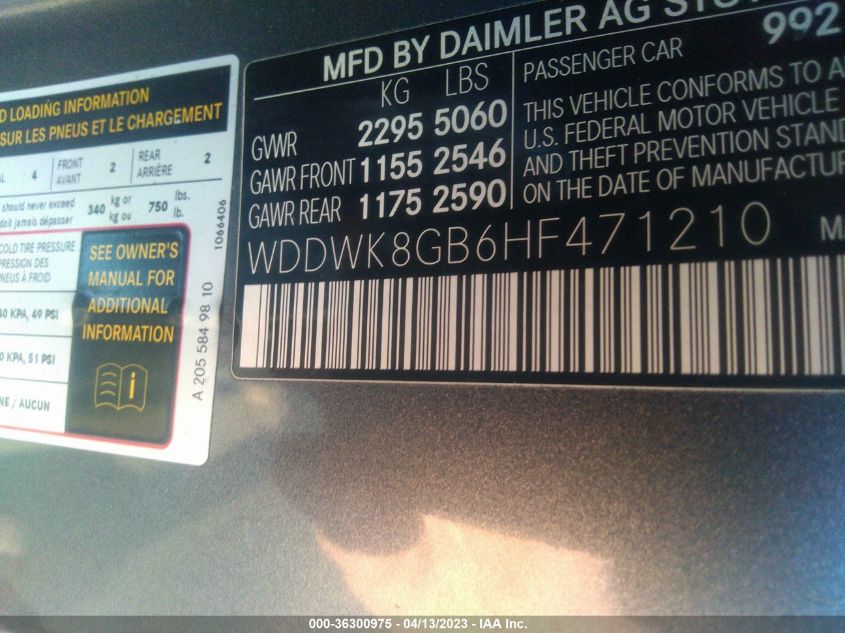 D LOADING INFORMATION
SUR LES PNEUS ET LE CHARGEMENT
4 FRONT AVANT 2 REAR ARRIÈRE 2
should never exceed 340 kg or 750 lbs.
doit jamais dépasser kg ou lb.
COLD TIRE PRESSURE
PRESSION DES
PNEUS À FROID
SEE OWNER'S
MANUAL FOR
ADDITIONAL
INFORMATION
i
40 KPA, 49 PSI
0 KPA, 51 PSI
NE / AUCUN
1066406
A 205 584 98 10
MFD BY DAIMLER AG
992
KG LBS
GVWR 2295 5060
GAWR FRONT 1155 2546
GAWR REAR 1175 2590
PASSENGER CAR
THIS VEHICLE CONFORMS TO A
U.S. FEDERAL MOTOR VEHICLE
AND THEFT PREVENTION STAND
ON THE DATE OF MANUFACTUR
WDDWK8GB6HF471210
000-36300975 - 04/13/2023 - IAA Inc.